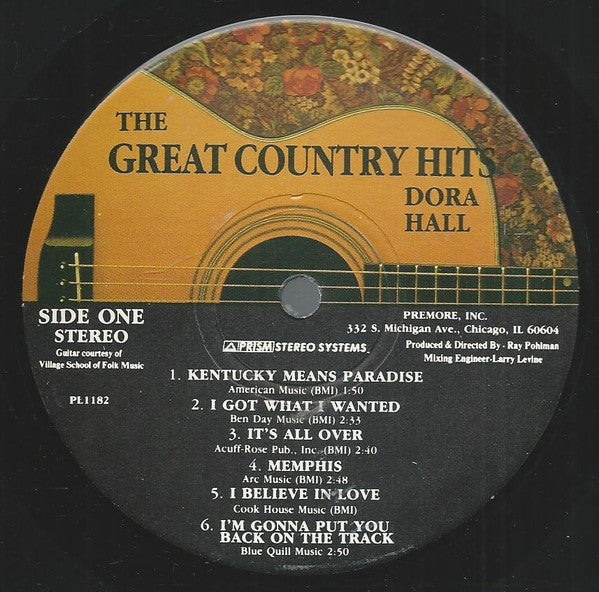 THE
GREAT COUNTRY HITS
DORA
HALL
SIDE ONE
STEREO
Guitar courtesy of
Village School of Folk Music
PL1182
PREMORE, INC.
332 S. Michigan Ave., Chicago, IL 60604
Produced & Directed By - Ray Pohlman
Mixing Engineer-Larry Levine
PRISM STEREO SYSTEMS
1. KENTUCKY MEANS PARADISE
American Music (BMI) 1:50
2. I GOT WHAT I WANTED
Ben Day Music (BMI) 2:33
3. IT'S ALL OVER
Acuff-Rose Pub., Inc. (BMI) 2:40
4. MEMPHIS
Arc Music (BMI) 2:48
5. I BELIEVE IN LOVE
Cook House Music (BMI)
6. I'M GONNA PUT YOU
BACK ON THE TRACK
Blue Quill Music 2:50